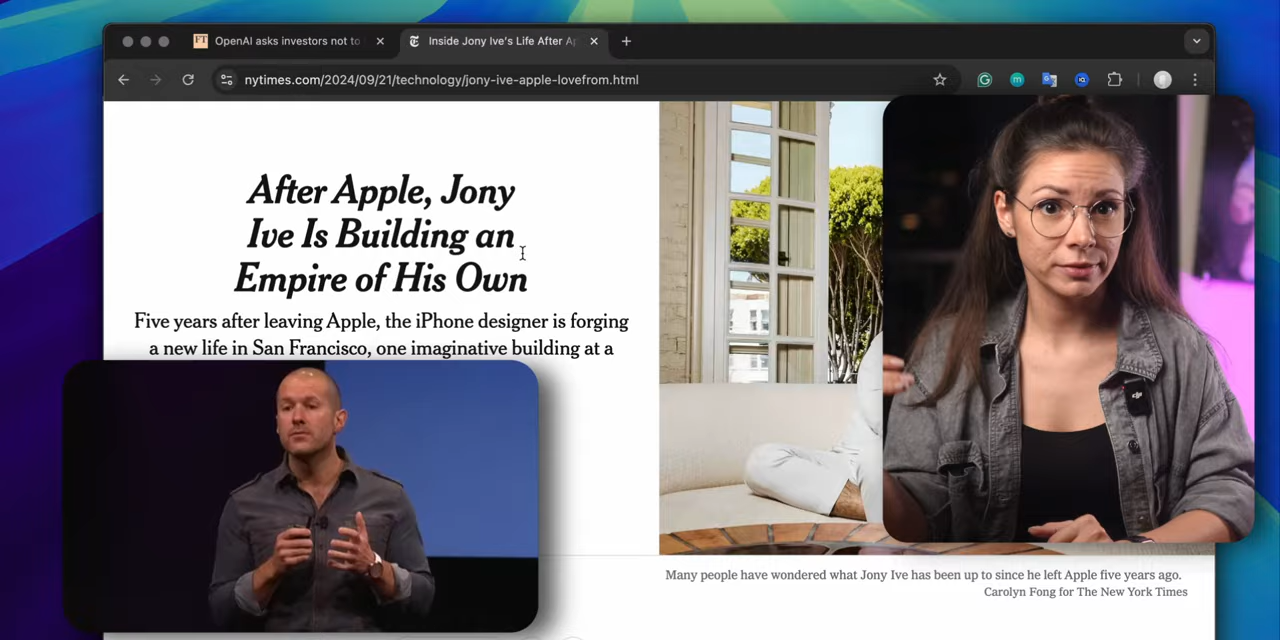 FT OpenAI asks investors not to
Inside Jony Ive's Life After Ap
nytimes.com/2024/09/21/technology/jony-ive-apple-lovefrom.html
After Apple, Jony
Ive Is Building an
Empire of His Own
Five years after leaving Apple, the iPhone designer is forging
a new life in San Francisco, one imaginative building at a
Many people have wondered what Jony Ive has been up to since he left Apple five years ago.
Carolyn Fong for The New York Times
dji